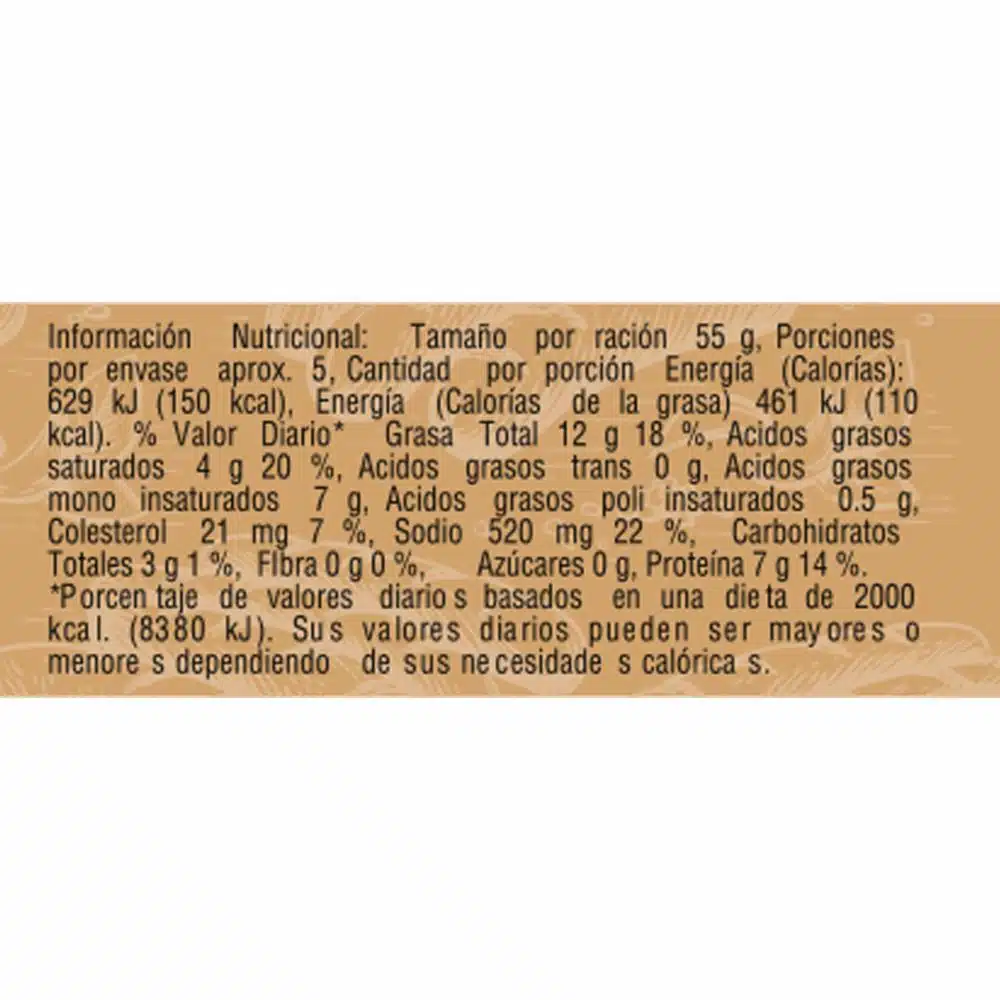 Información Nutricional: Tamaño por ración 55 g, Porciones
por envase aprox. 5, Cantidad por porción Energía (Calorías):
629 kJ (150 kcal), Energía (Calorías de la grasa) 461 kJ (110
kcal). % Valor Diario* Grasa Total 12 g 18 %, Acidos grasos
saturados 4 g 20 %, Acidos grasos trans 0 g, Acidos grasos
mono insaturados 7 g, Acidos grasos poli insaturados 0.5 g,
Colesterol 21 mg 7 %, Sodio 520 mg 22 %, Carbohidratos
Totales 3 g 1 %, FIbra 0 g 0 %, Azúcares 0 g, Proteína 7 g 14 %.
*Porcen taje de valores diario s basados en una die ta de 2000
kca l. (8380 kJ). Su s valores diarios pueden ser may ores o
menore s dependiendo de sus ne cesidade s calórica s.